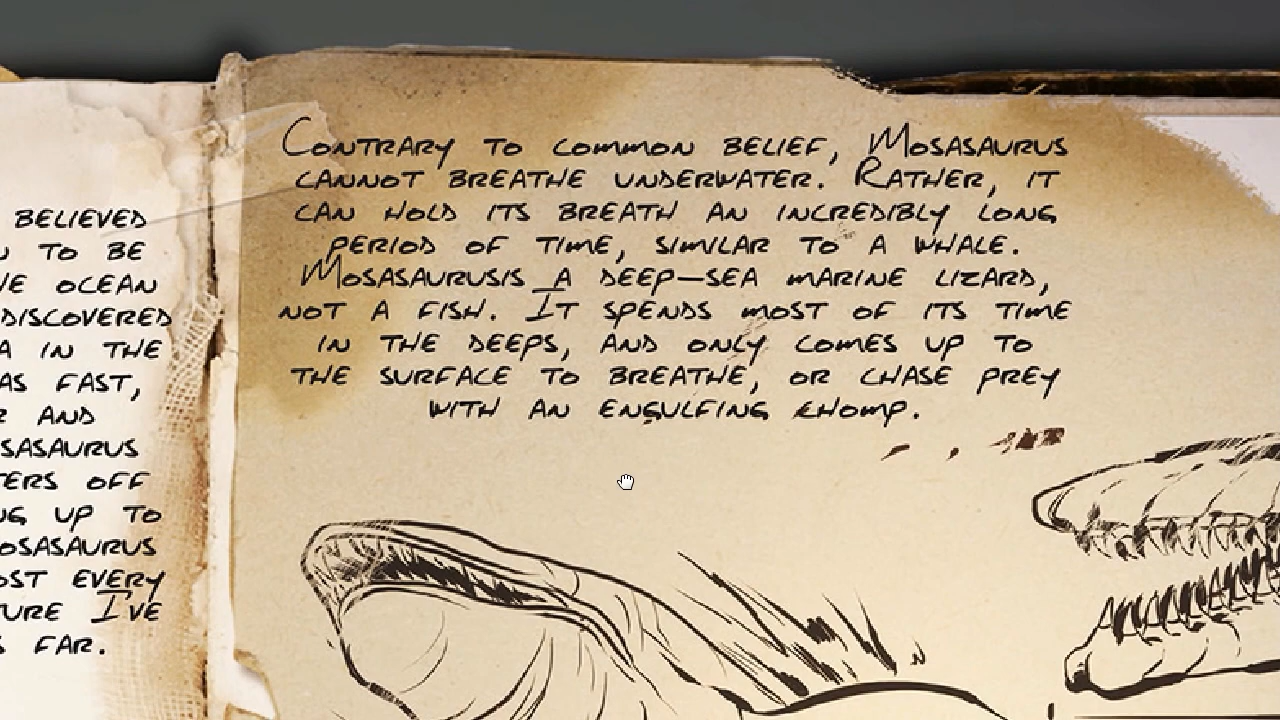 BELIEVED
TO BE
OCEAN
DISCOVERED
IN THE
FAST,
AND
OFF
UP TO
EVERY
I'VE
FAR.
CONTRARY TO COMMON BELIEF, MOSASAURUS
CANNOT BREATHE UNDERWATER. RATHER, IT
CAN HOLD ITS BREATH AN INCREDIBLY LONG
PERIOD OF TIME, SIMILAR TO A WHALE.
MOSASAURUSIS A DEEP-SEA MARINE LIZARD,
NOT A FISH. IT SPENDS MOST OF ITS TIME
IN THE DEEPS, AND ONLY COMES UP TO
THE SURFACE TO BREATHE, OR CHASE PREY
WITH AN ENGULFING CHOMP.